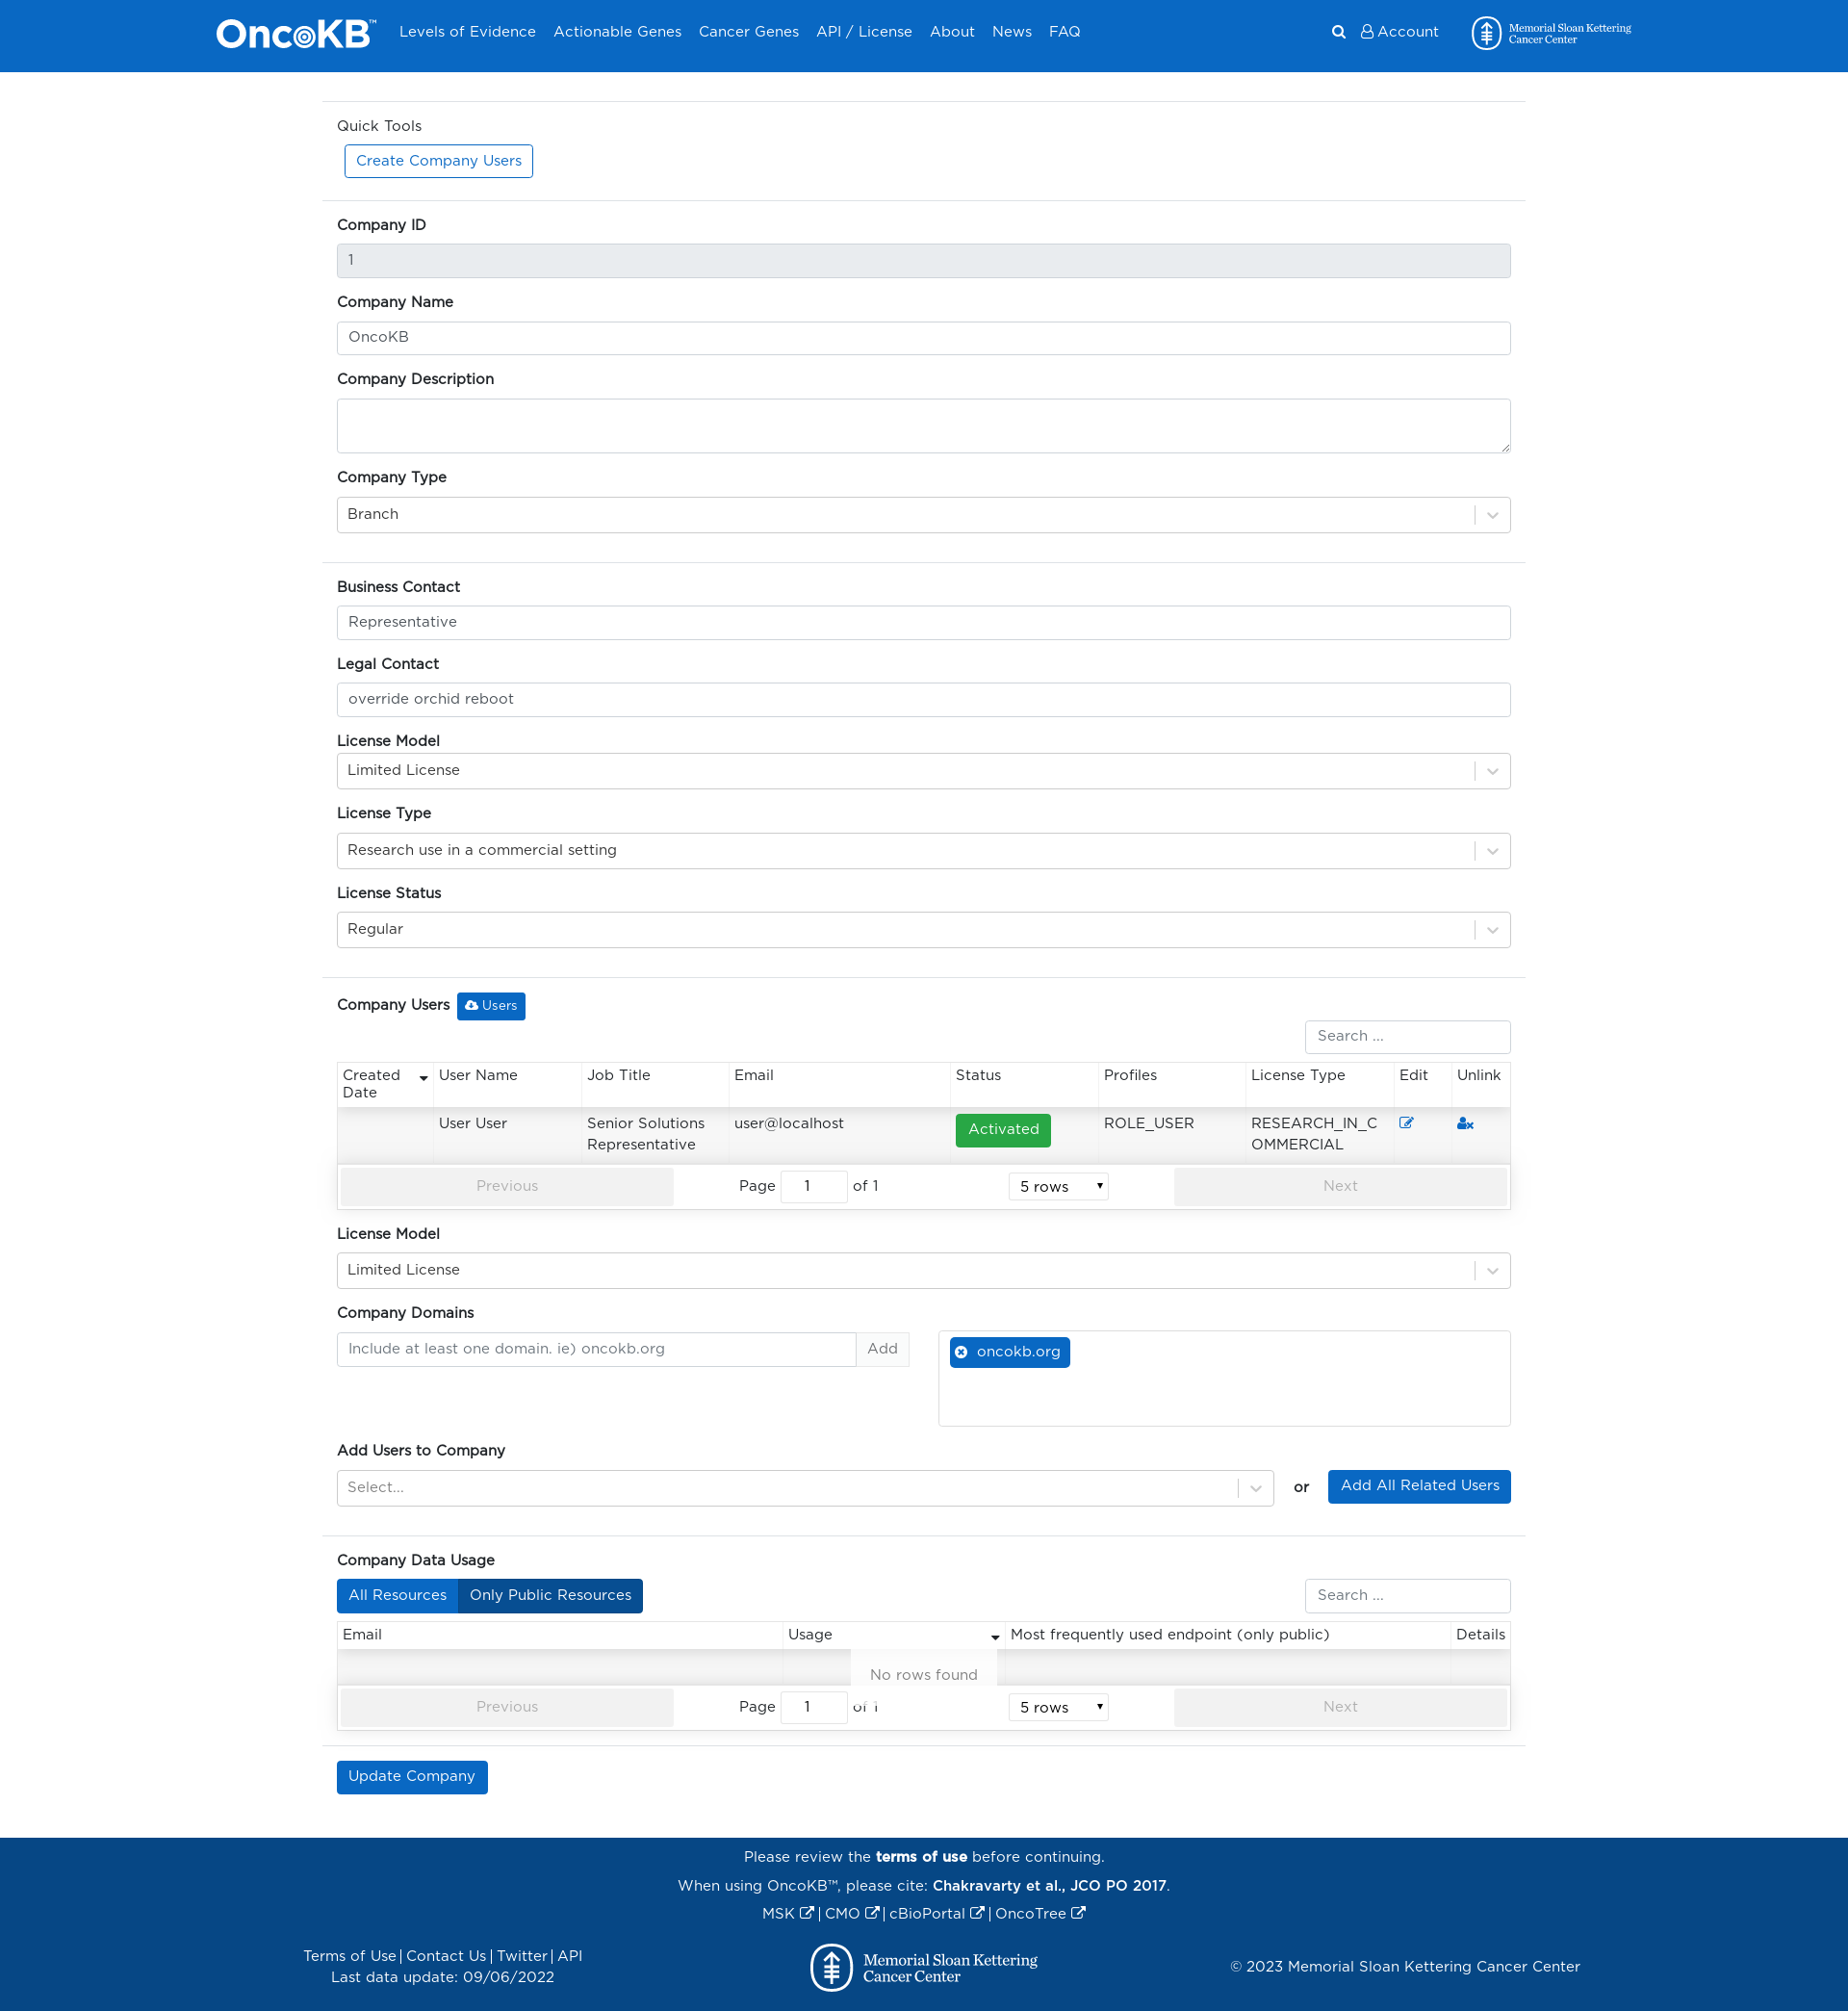 OncoKB™ Levels of Evidence Actionable Genes Cancer Genes API / License About News FAQ Account Memorial Sloan Kettering Cancer Center
Quick Tools
Create Company Users
Company ID
1
Company Name
OncoKB
Company Description
Company Type
Branch
Business Contact
Representative
Legal Contact
override orchid reboot
License Model
Limited License
License Type
Research use in a commercial setting
License Status
Regular
Company Users Users
Search ...
Created Date User Name Job Title Email Status Profiles License Type Edit Unlink
User User Senior Solutions Representative user@localhost Activated ROLE_USER RESEARCH_IN_COMMERCIAL
Previous Page 1 of 1 5 rows Next
License Model
Limited License
Company Domains
Include at least one domain. ie) oncokb.org Add oncokb.org
Add Users to Company
Select... or Add All Related Users
Company Data Usage
All Resources Only Public Resources Search ...
Email Usage Most frequently used endpoint (only public) Details
No rows found
Previous Page 1 of 1 5 rows Next
Update Company
Please review the terms of use before continuing.
When using OncoKB™, please cite: Chakravarty et al., JCO PO 2017.
MSK | CMO | cBioPortal | OncoTree
Terms of Use | Contact Us | Twitter | API
Last data update: 09/06/2022
Memorial Sloan Kettering
Cancer Center
© 2023 Memorial Sloan Kettering Cancer Center